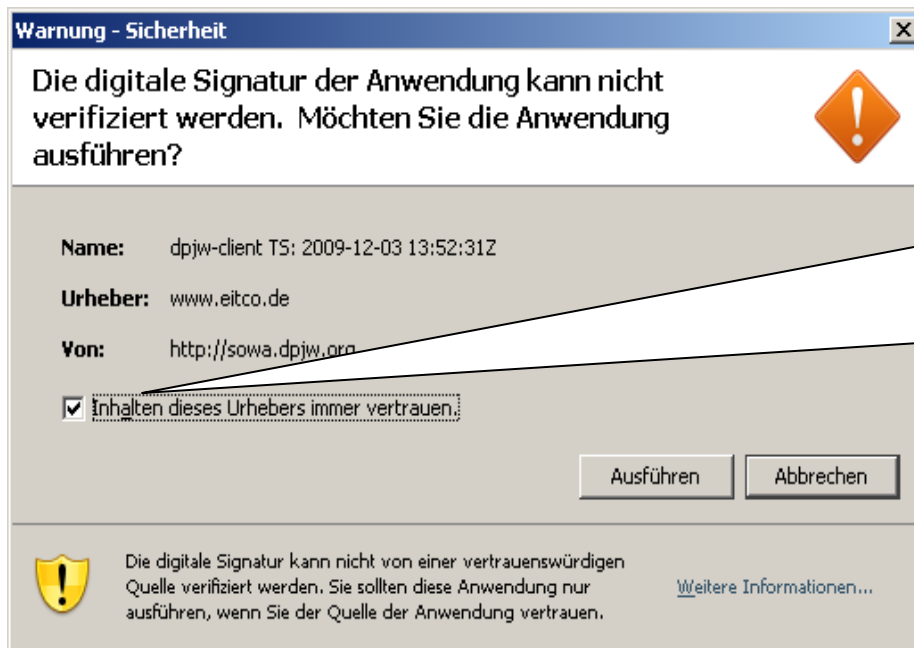 Warnung - Sicherheit
Die digitale Signatur der Anwendung kann nicht
verifiziert werden. Möchten Sie die Anwendung
ausführen?
Name: dpjw-client TS: 2009-12-03 13:52:31Z
Urheber: www.eitco.de
Von: http://sowa.dpjw.org
Inhalten dieses Urhebers immer vertrauen.
Ausführen Abbrechen
Die digitale Signatur kann nicht von einer vertrauenswürdigen
Quelle verifiziert werden. Sie sollten diese Anwendung nur
ausführen, wenn Sie der Quelle der Anwendung vertrauen.
Weitere Informationen...